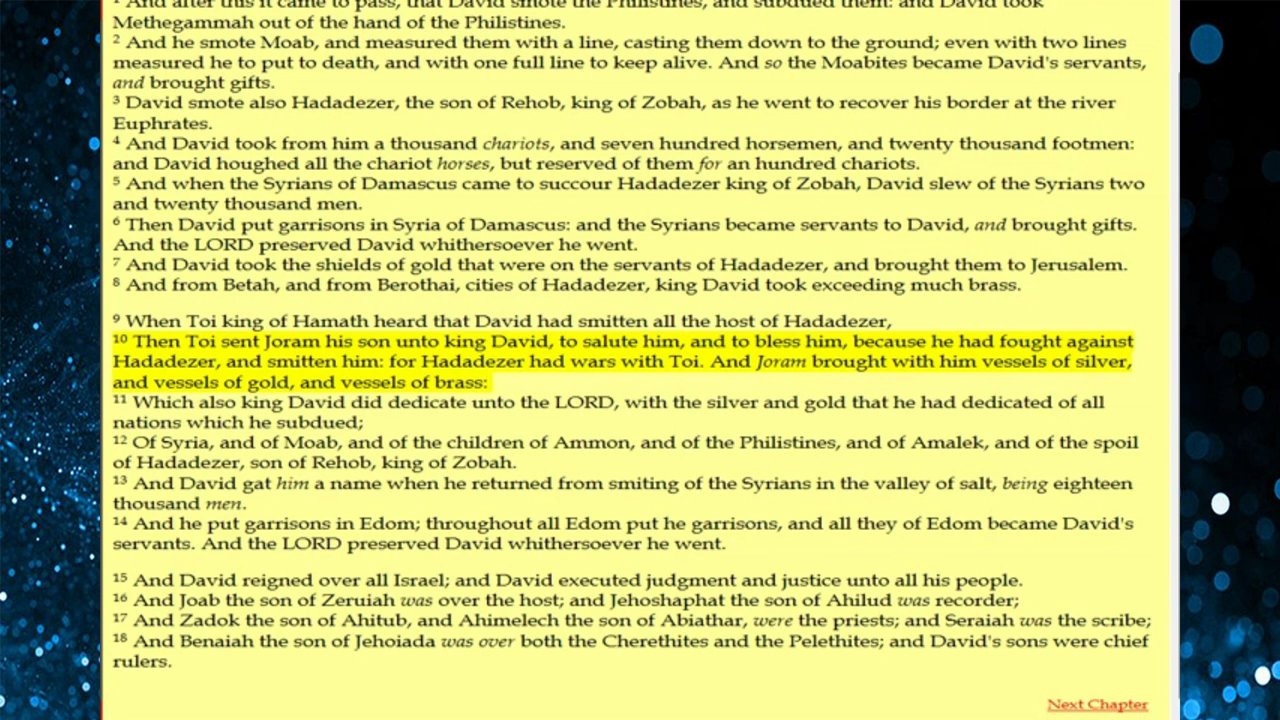 ¹ And after this it came to pass, that David smote the Philistines, and subdued them: and David took
Methegammah out of the hand of the Philistines.
² And he smote Moab, and measured them with a line, casting them down to the ground; even with two lines
measured he to put to death, and with one full line to keep alive. And so the Moabites became David's servants,
and brought gifts.
³ David smote also Hadadezer, the son of Rehob, king of Zobah, as he went to recover his border at the river
Euphrates.
⁴ And David took from him a thousand chariots, and seven hundred horsemen, and twenty thousand footmen:
and David houghed all the chariot horses, but reserved of them for an hundred chariots.
⁵ And when the Syrians of Damascus came to succour Hadadezer king of Zobah, David slew of the Syrians two
and twenty thousand men.
⁶ Then David put garrisons in Syria of Damascus: and the Syrians became servants to David, and brought gifts.
And the LORD preserved David whithersoever he went.
⁷ And David took the shields of gold that were on the servants of Hadadezer, and brought them to Jerusalem.
⁸ And from Betah, and from Berothai, cities of Hadadezer, king David took exceeding much brass.
⁹ When Toi king of Hamath heard that David had smitten all the host of Hadadezer,
¹⁰ Then Toi sent Joram his son unto king David, to salute him, and to bless him, because he had fought against
Hadadezer, and smitten him: for Hadadezer had wars with Toi. And Joram brought with him vessels of silver,
and vessels of gold, and vessels of brass:
¹¹ Which also king David did dedicate unto the LORD, with the silver and gold that he had dedicated of all
nations which he subdued;
¹² Of Syria, and of Moab, and of the children of Ammon, and of the Philistines, and of Amalek, and of the spoil
of Hadadezer, son of Rehob, king of Zobah.
¹³ And David gat him a name when he returned from smiting of the Syrians in the valley of salt, being eighteen
thousand men.
¹⁴ And he put garrisons in Edom; throughout all Edom put he garrisons, and all they of Edom became David's
servants. And the LORD preserved David whithersoever he went.
¹⁵ And David reigned over all Israel; and David executed judgment and justice unto all his people.
¹⁶ And Joab the son of Zeruiah was over the host; and Jehoshaphat the son of Ahilud was recorder;
¹⁷ And Zadok the son of Ahitub, and Ahimelech the son of Abiathar, were the priests; and Seraiah was the scribe;
¹⁸ And Benaiah the son of Jehoiada was over both the Cherethites and the Pelethites; and David's sons were chief
rulers.
Next Chapter